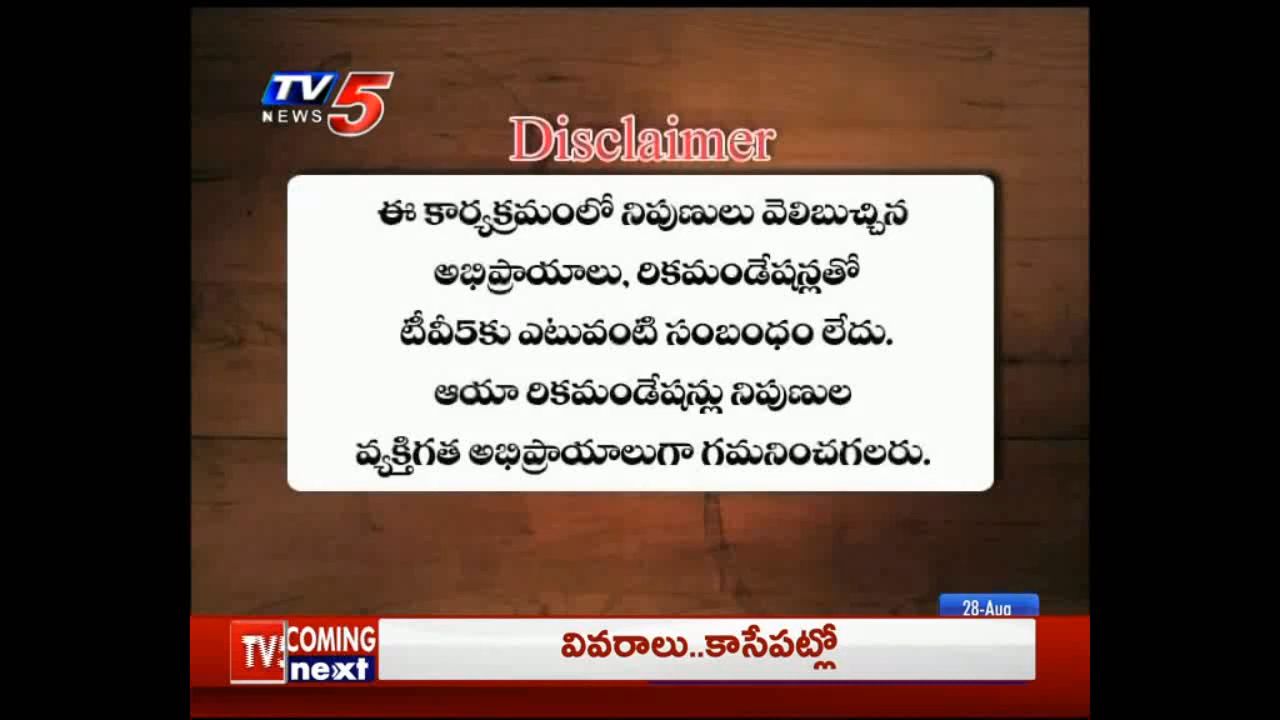 TV5
NEWS
Disclaimer
ఈ కార్యక్రమంలో నిపుణులు వెలిబుచ్చిన
అభిప్రాయాలు, రికమండేషన్లతో
టీవీ5కు ఎటువంటి సంబంధం లేదు.
ఆయా రికమండేషన్లు నిపుణుల
వ్యక్తిగత అభిప్రాయాలుగా గమనించగలరు.
28-Aug
TV5 COMING
next
వివరాలు..కాసేపట్లో